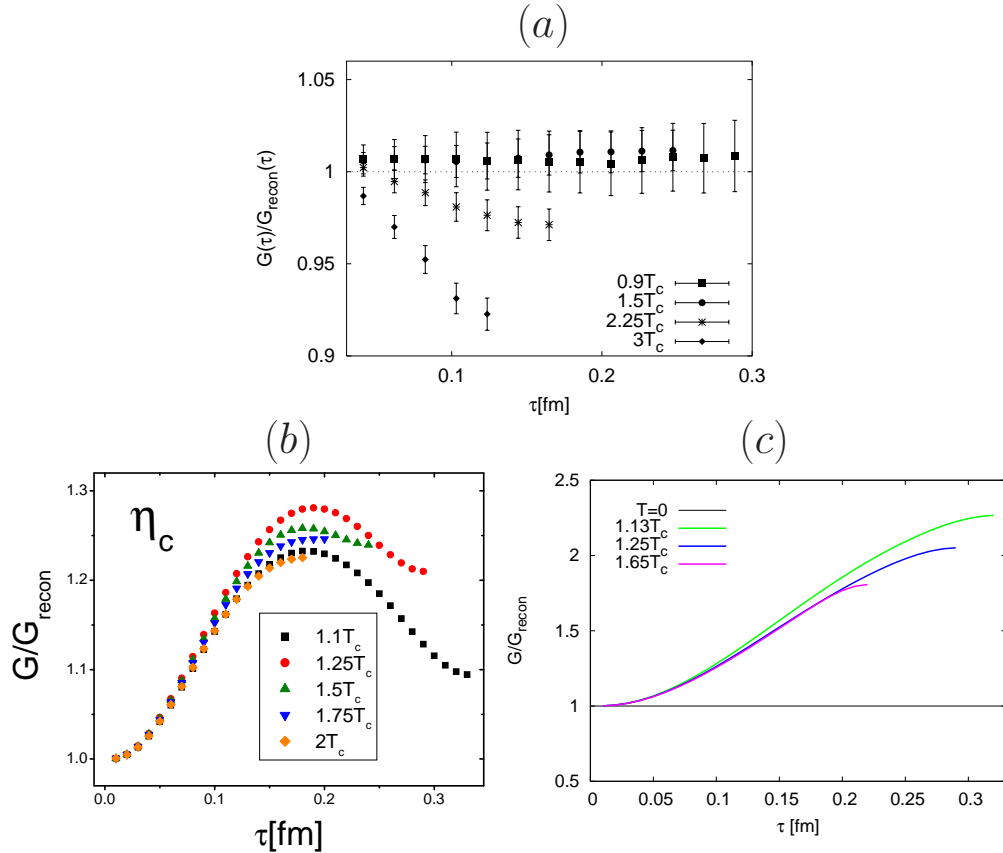 (a)
1.05
1
0.95
0.9
G(τ)/G_recon(τ)
0.9T_c
1.5T_c
2.25T_c
3T_c
0.1
0.2
0.3
τ[fm]
(b)
1.3
1.2
1.1
1.0
G/G_recon
η_c
1.1T_c
1.25T_c
1.5T_c
1.75T_c
2T_c
0.0
0.1
0.2
0.3
τ[fm]
(c)
2.5
2
1.5
1
0.5
G/G_recon
T=0
1.13T_c
1.25T_c
1.65T_c
0
0.05
0.1
0.15
0.2
0.25
0.3
τ [fm]